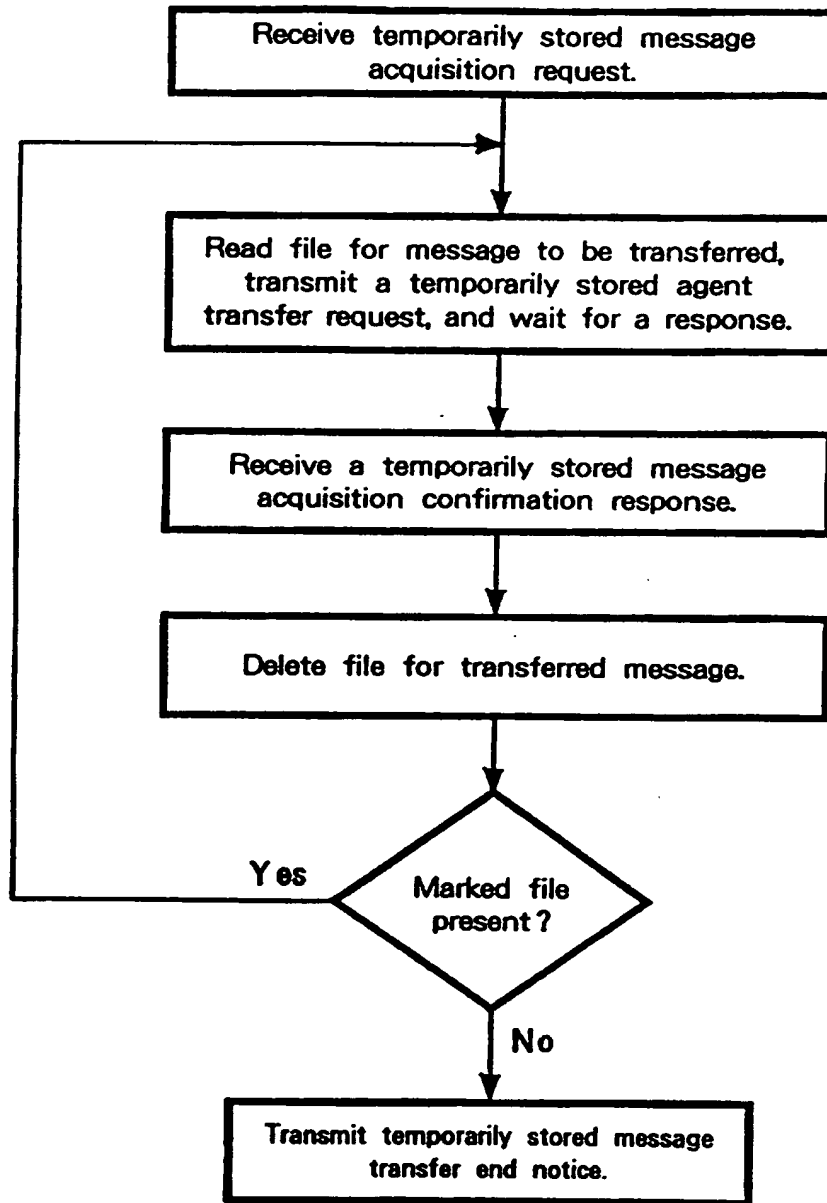 Receive temporarily stored message
acquisition request.
Read file for message to be transferred,
transmit a temporarily stored agent
transfer request, and wait for a response.
Receive a temporarily stored message
acquisition confirmation response.
Delete file for transferred message.
Yes
Marked file
present?
No
Transmit temporarily stored message
transfer end notice.